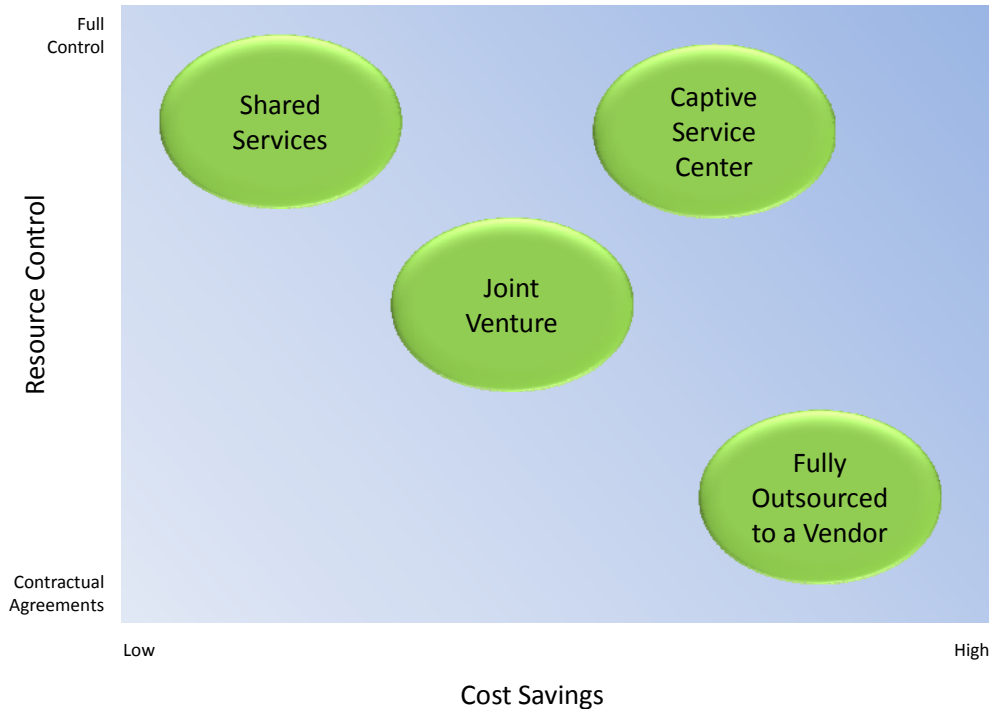 Full
Control
Shared
Services
Captive
Service
Center
Resource Control
Joint
Venture
Fully
Outsourced
to a Vendor
Contractual
Agreements
Low
High
Cost Savings